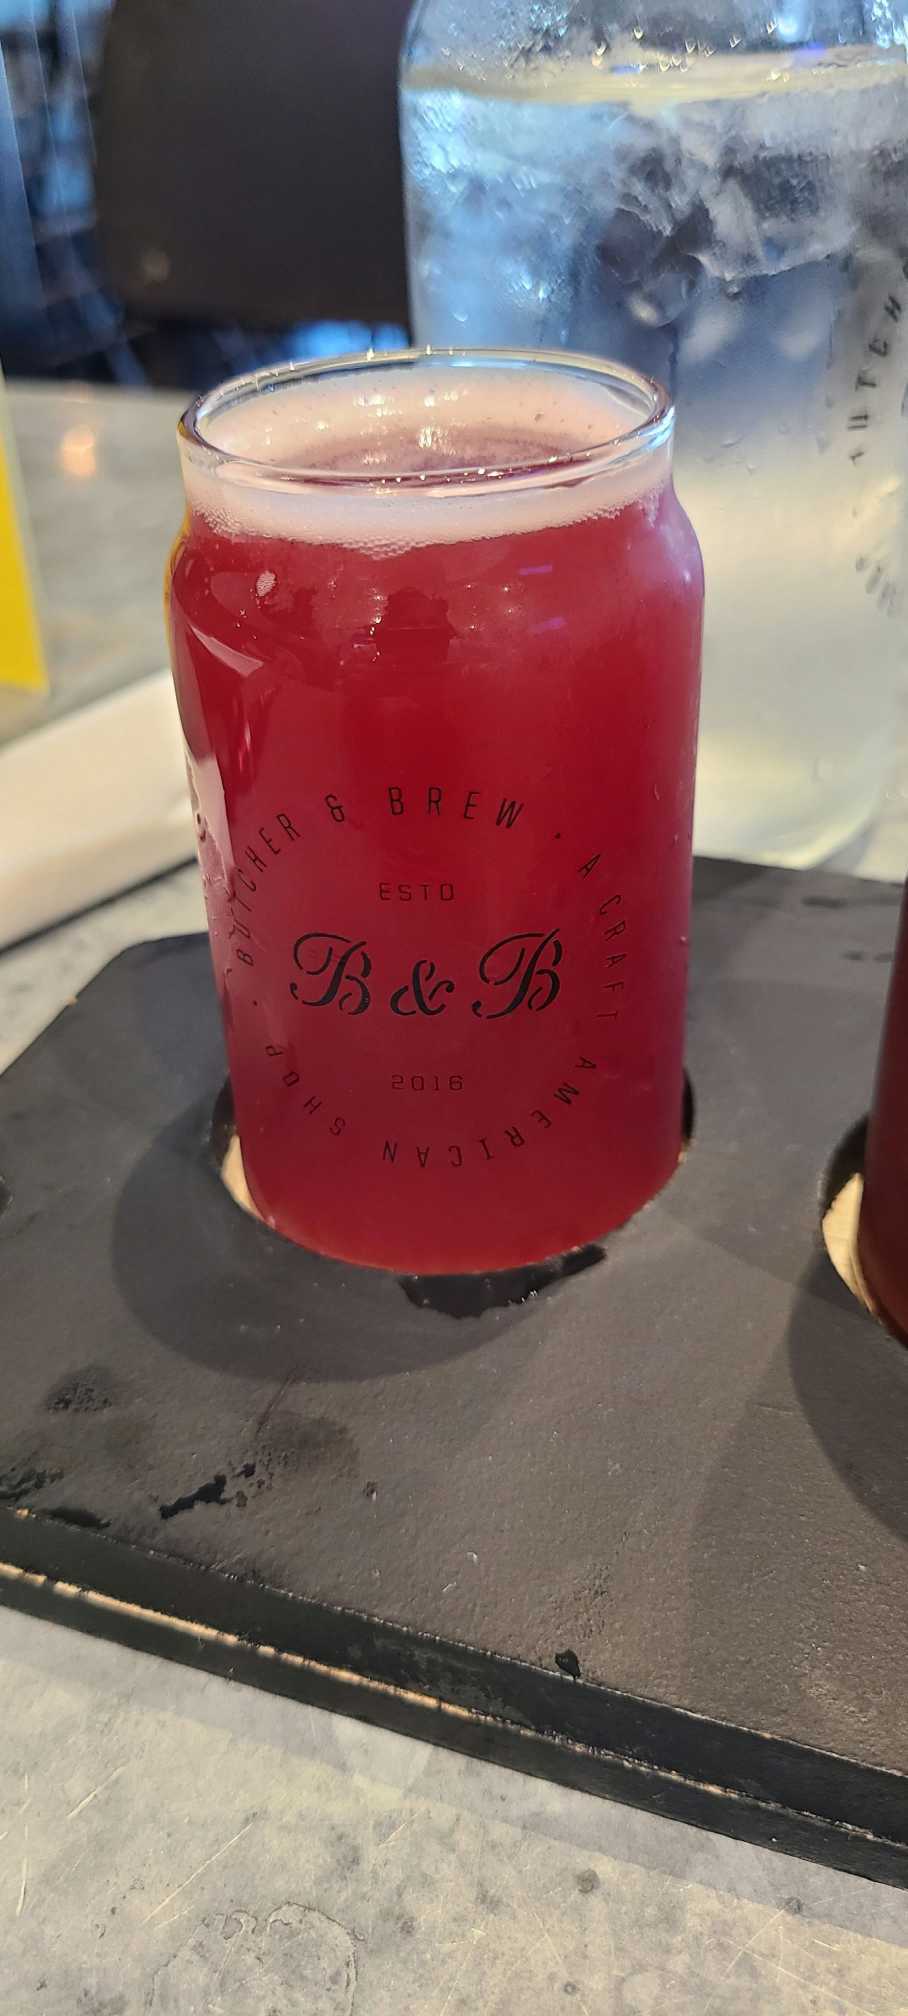 BUTCHER & BREW · A CRAFT AMERICAN SHOP ·
ESTD
B & B
2016